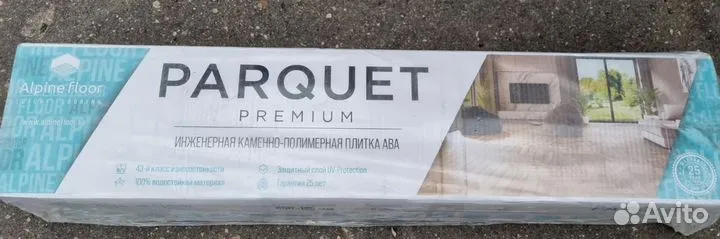 Alpine floor
PARQUET
PREMIUM
ИНЖЕНЕРНАЯ КАМЕННО-ПОЛИМЕРНАЯ ПЛИТКА ABA
43-й класс износостойкости
100% водостойкий материал
Защитный слой UV-Protection
Гарантия 25 лет
25
Avito